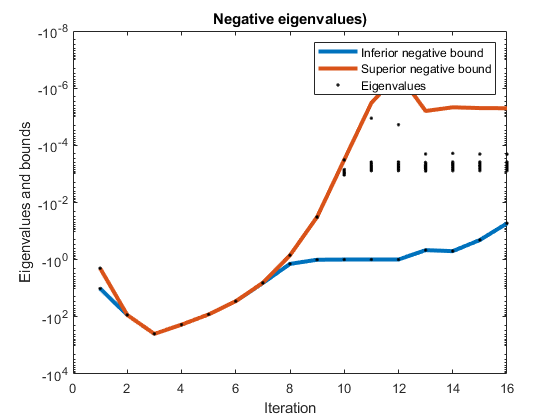 Negative eigenvalues)
Inferior negative bound
Superior negative bound
Eigenvalues
Eigenvalues and bounds
-10^-8
-10^-6
-10^-4
-10^-2
-10^0
-10^2
-10^4
0 2 4 6 8 10 12 14 16
Iteration